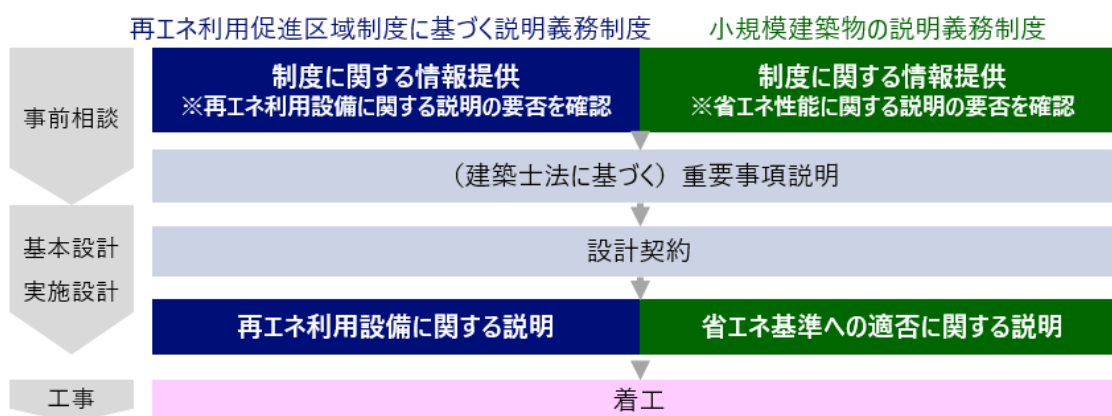 再エネ利用促進区域制度に基づく説明義務制度
小規模建築物の説明義務制度
事前相談
制度に関する情報提供
※再エネ利用設備に関する説明の要否を確認
制度に関する情報提供
※省エネ性能に関する説明の要否を確認
（建築士法に基づく）重要事項説明
基本設計
実施設計
設計契約
再エネ利用設備に関する説明
省エネ基準への適否に関する説明
工事
着工